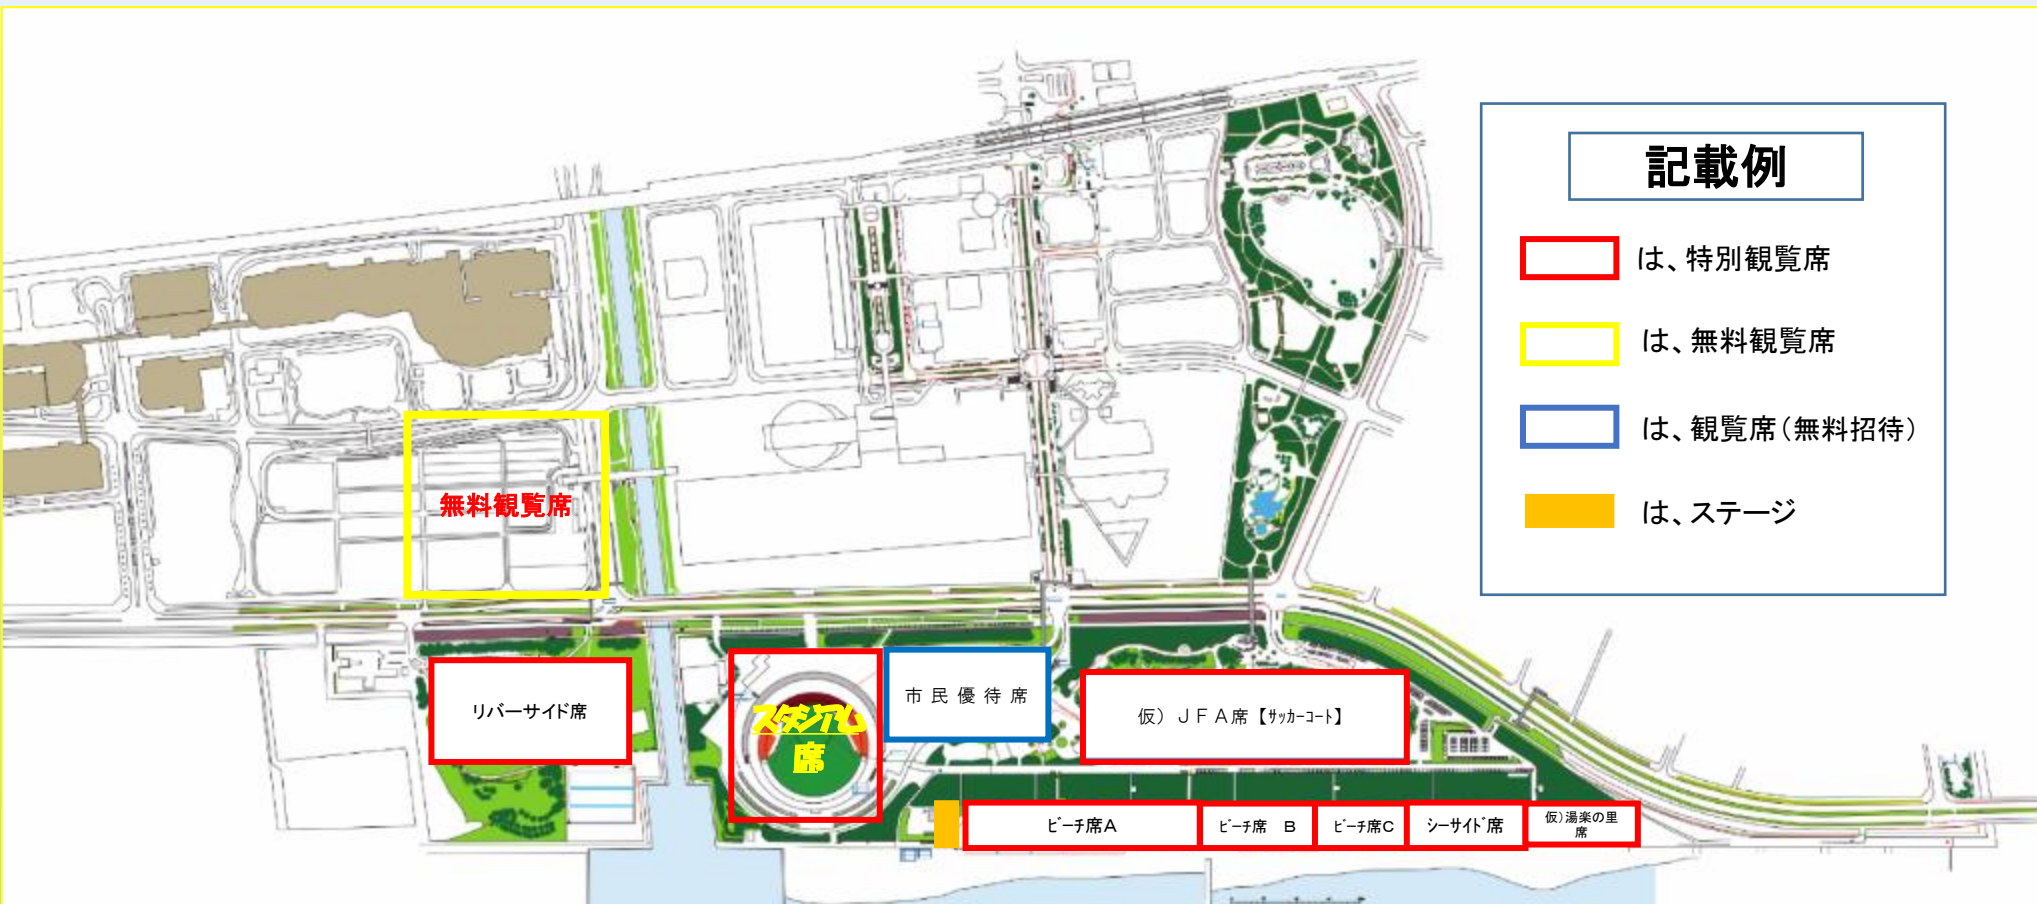 記載例
は、特別観覧席
は、無料観覧席
は、観覧席(無料招待)
は、ステージ
無料観覧席
リバーサイド席
スタジアム
席
市民優待席
仮)JFA席【サッカーコート】
ビーチ席A
ビーチ席 B
ビーチ席C
シーサイド席
仮)湯楽の里
席